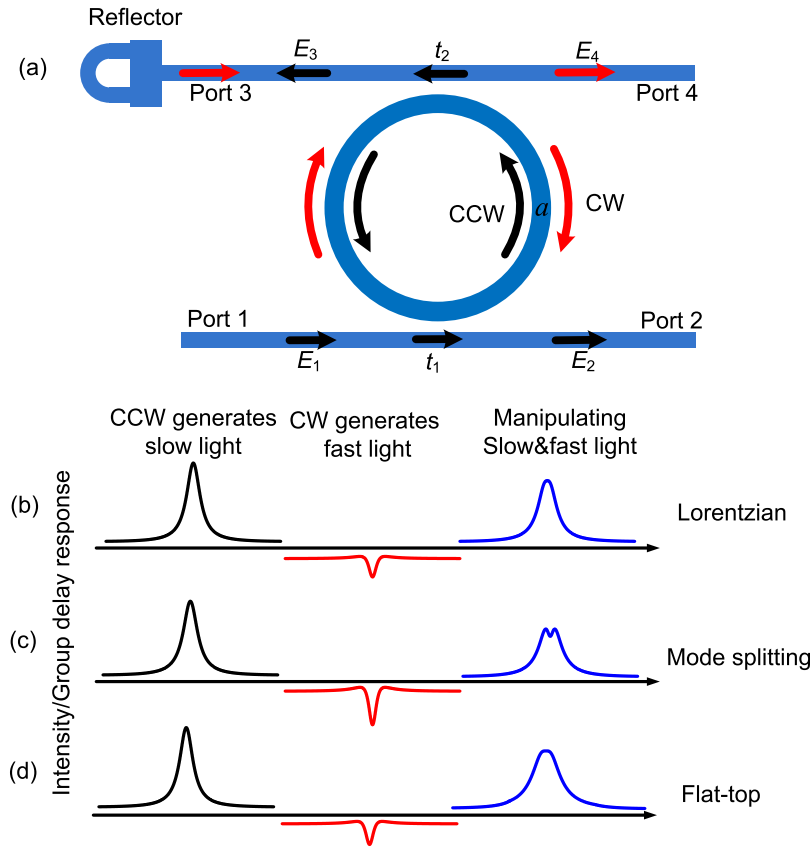 Reflector
(a)
E3
t2
E4
Port 3
Port 4
CCW
a
CW
Port 1
Port 2
E1
t1
E2
CCW generates
slow light
CW generates
fast light
Manipulating
Slow&fast light
Intensity/Group delay response
(b)
Lorentzian
(c)
Mode splitting
(d)
Flat-top